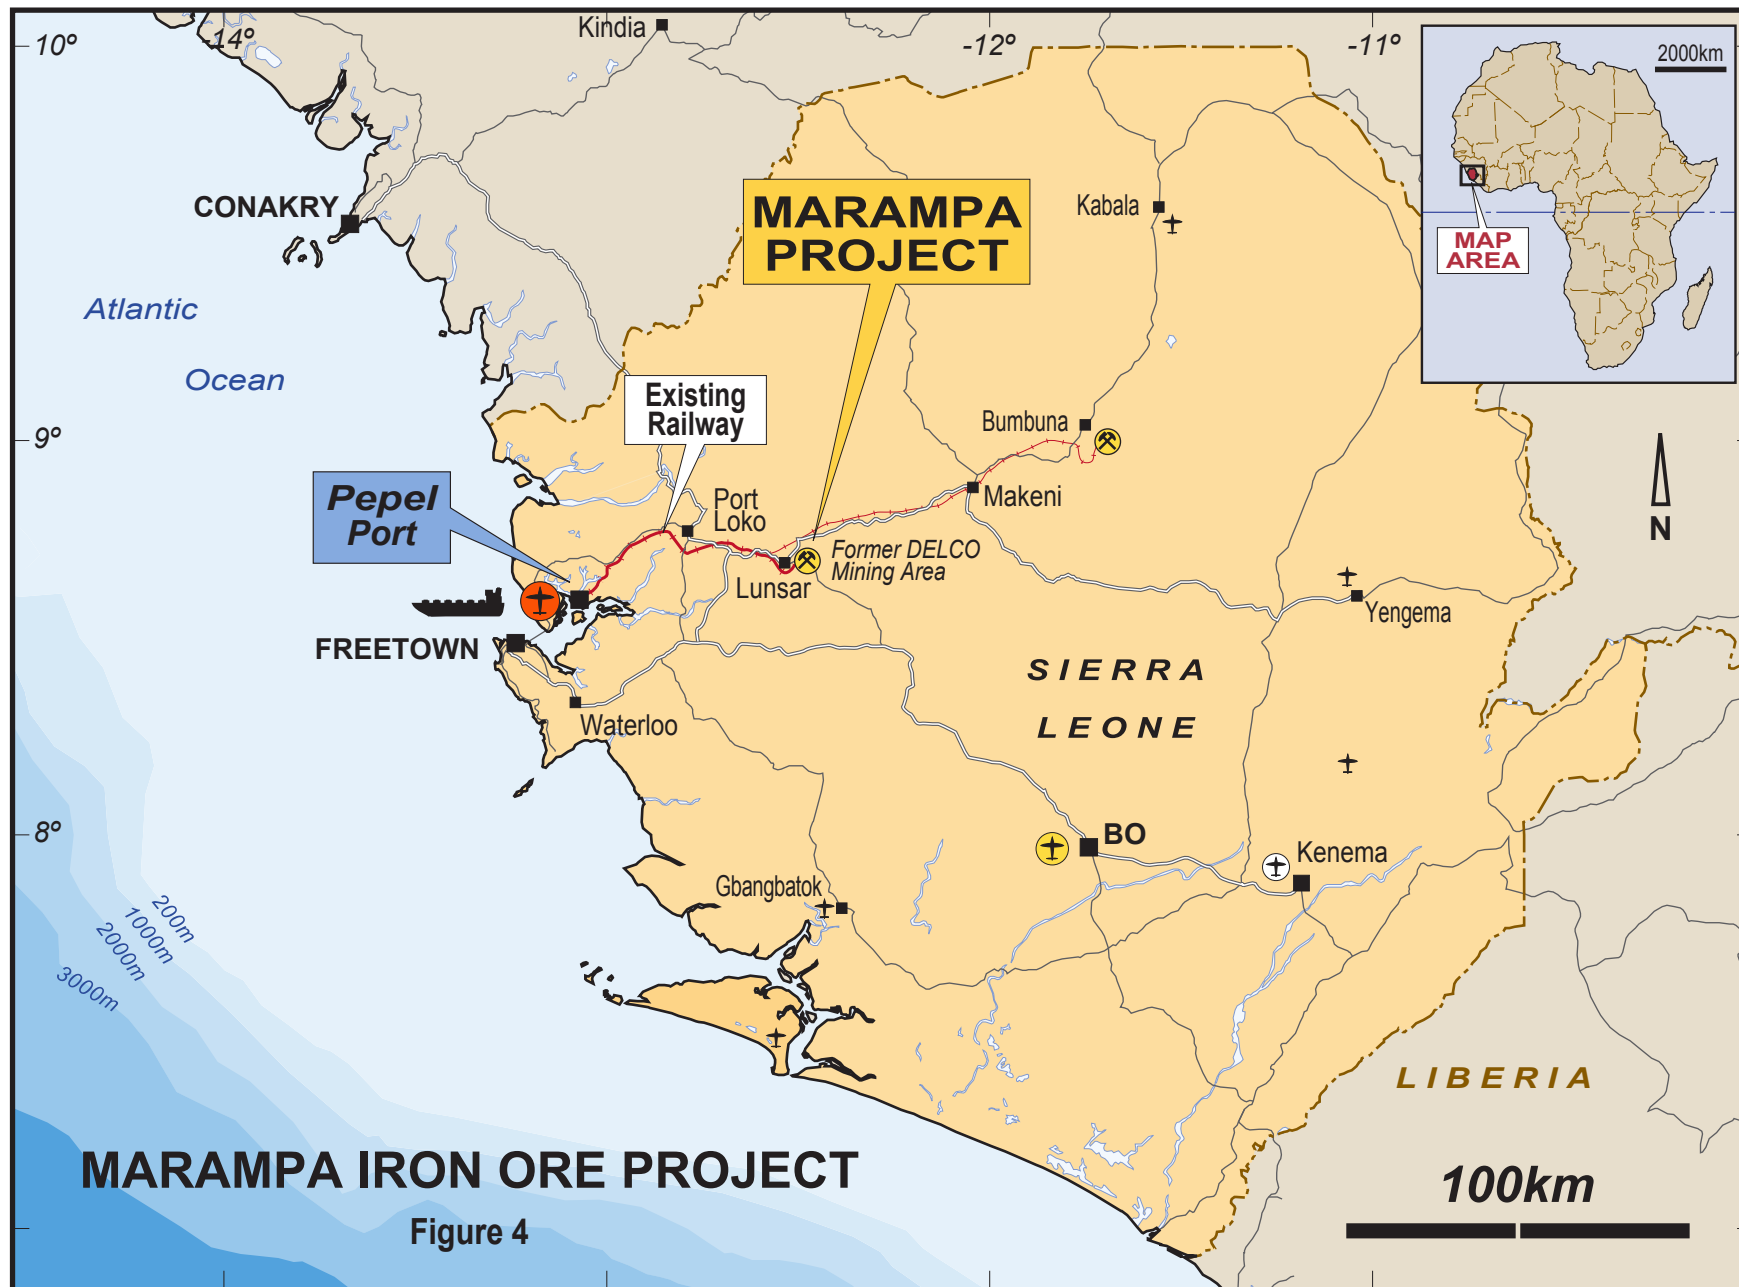 10º
-14º
Kindia
-12º
-11º
2000km
CONAKRY
MARAMPA
PROJECT
Kabala
MAP
AREA
Atlantic
Ocean
Existing
Railway
Bumbuna
9º
Pepel
Port
Port
Loko
Makeni
N
Former DELCO
Mining Area
Lunsar
Yengema
FREETOWN
SIERRA
LEONE
Waterloo
8º
BO
Kenema
Gbangbatok
200m
1000m
2000m
3000m
LIBERIA
MARAMPA IRON ORE PROJECT
Figure 4
100km